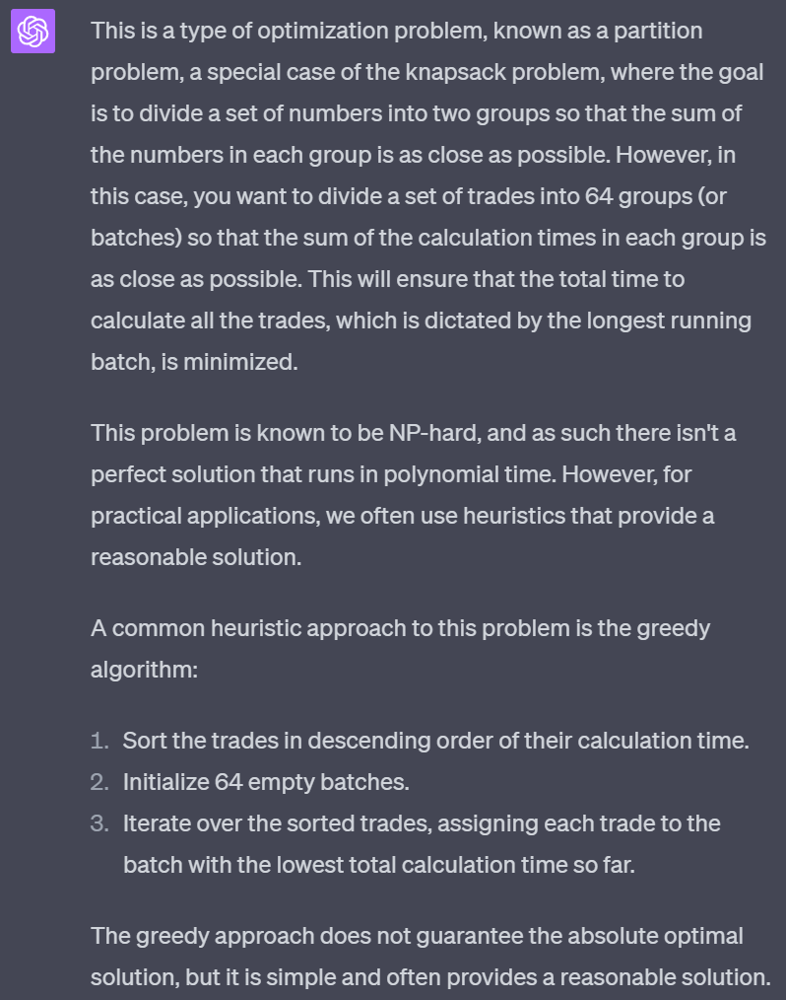 This is a type of optimization problem, known as a partition
problem, a special case of the knapsack problem, where the goal
is to divide a set of numbers into two groups so that the sum of
the numbers in each group is as close as possible. However, in
this case, you want to divide a set of trades into 64 groups (or
batches) so that the sum of the calculation times in each group is
as close as possible. This will ensure that the total time to
calculate all the trades, which is dictated by the longest running
batch, is minimized.
This problem is known to be NP-hard, and as such there isn't a
perfect solution that runs in polynomial time. However, for
practical applications, we often use heuristics that provide a
reasonable solution.
A common heuristic approach to this problem is the greedy
algorithm:
1. Sort the trades in descending order of their calculation time.
2. Initialize 64 empty batches.
3. Iterate over the sorted trades, assigning each trade to the
batch with the lowest total calculation time so far.
The greedy approach does not guarantee the absolute optimal
solution, but it is simple and often provides a reasonable solution.